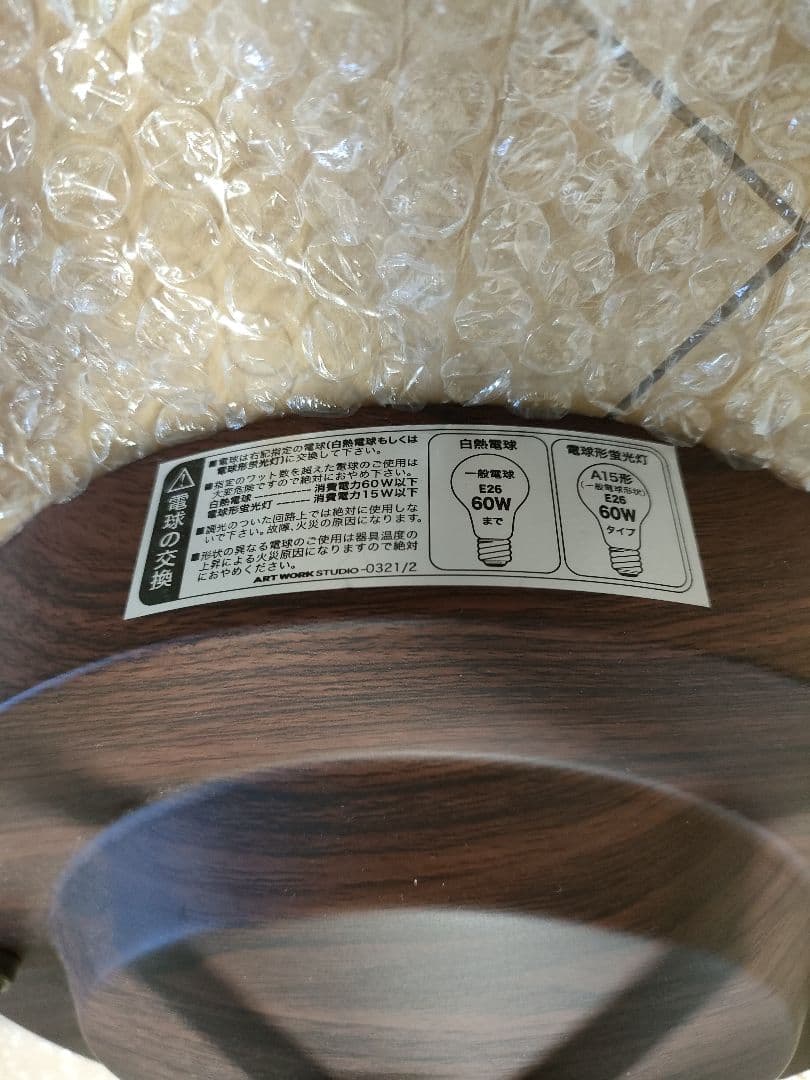 ⚠電球の交換
■電球は右記指定の電球(白熱電球もしくは
電球形蛍光灯)に交換して下さい。
■指定のワット数を超えた電球のご使用は
大変危険ですので絶対におやめ下さい。
白熱電球 ―――― 消費電力60W以下
電球形蛍光灯 ――― 消費電力15W以下
■調光のついた回路上では絶対に使用しな
いで下さい。故障、火災の原因になります。
■形状の異なる電球のご使用は器具温度の
上昇による火災原因になりますので絶対
におやめください。
ART WORK STUDIO-0321/2
白熱電球
一般電球
E26
60W
まで
電球形蛍光灯
A15形
(一般電球形状)
E26
60W
タイプ